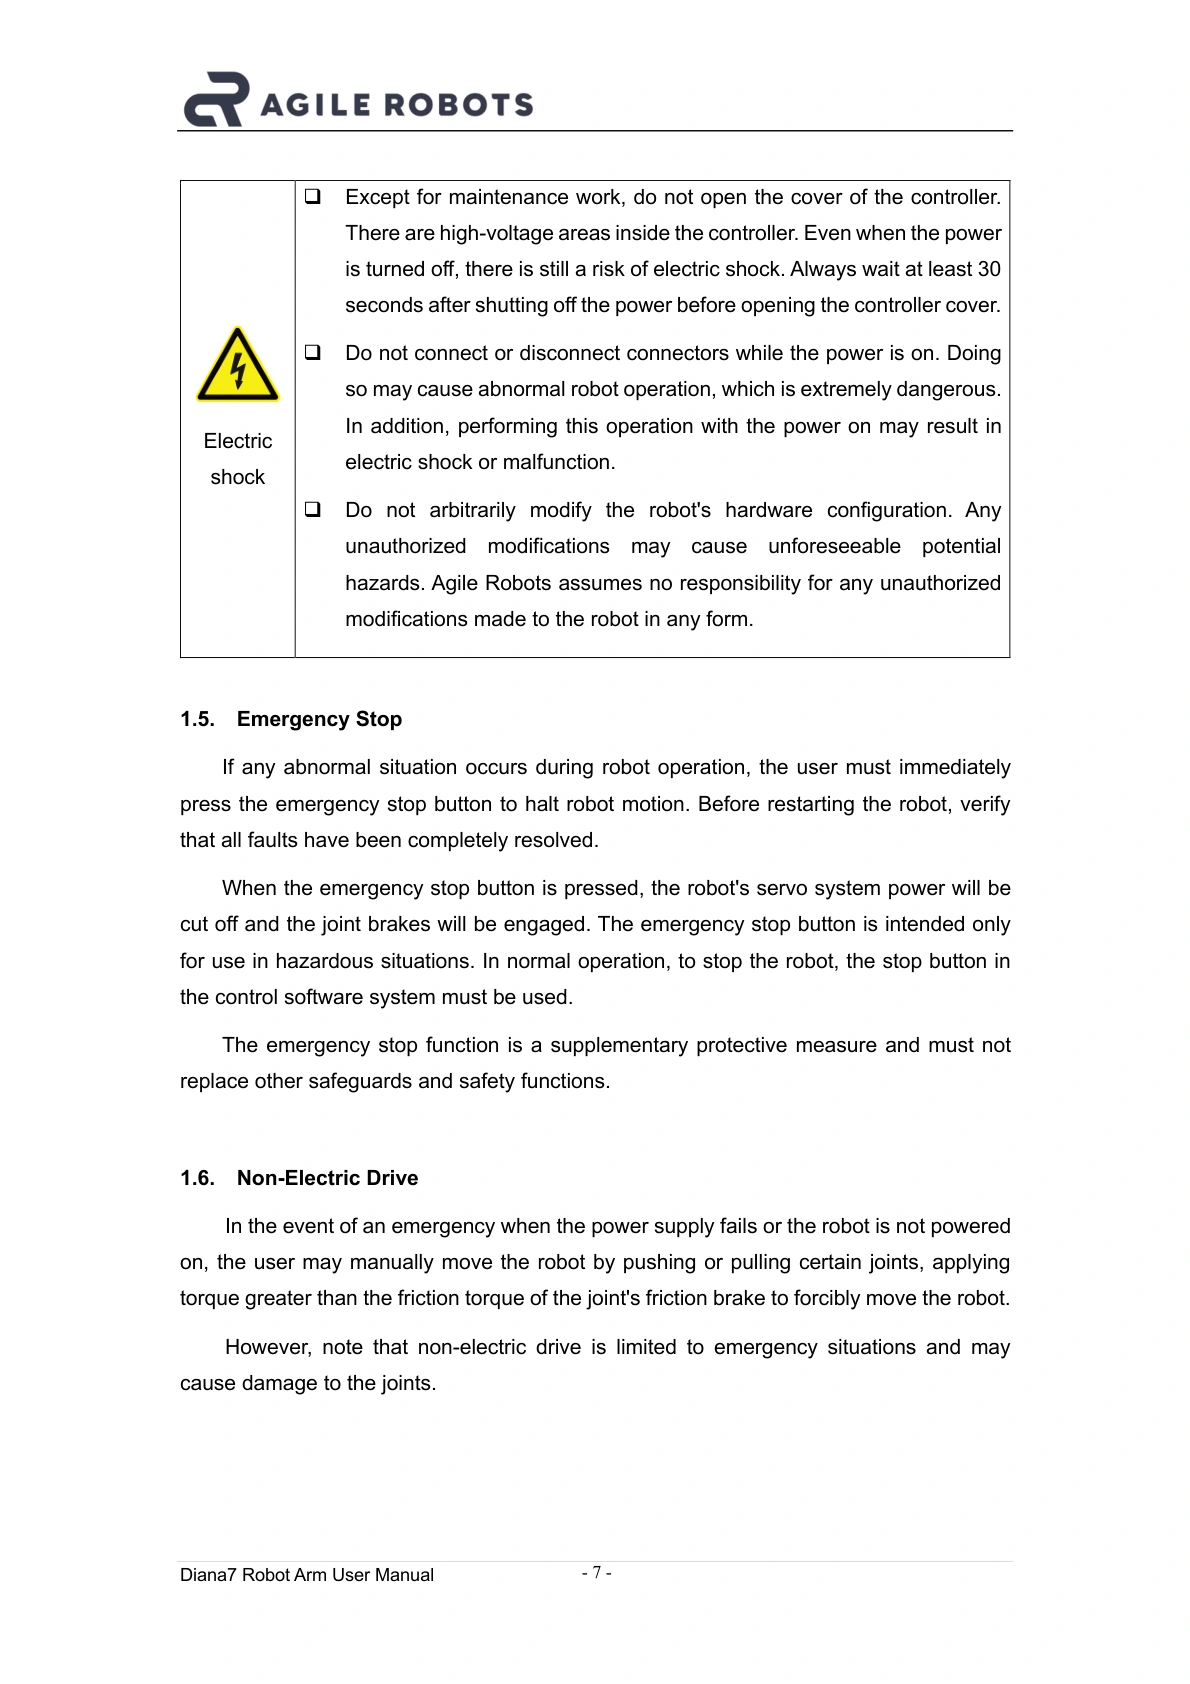 AGILE ROBOTS
Except for maintenance work, do not open the cover of the controller.
There are high-voltage areas inside the controller. Even when the power
is turned off, there is still a risk of electric shock. Always wait at least 30
seconds after shutting off the power before opening the controller cover.
Do not connect or disconnect connectors while the power is on. Doing
so may cause abnormal robot operation, which is extremely dangerous.
In addition, performing this operation with the power on may result in
electric shock or malfunction.
Electric
shock
Do not arbitrarily modify the robot's hardware configuration. Any
unauthorized modifications may cause unforeseeable potential
hazards. Agile Robots assumes no responsibility for any unauthorized
modifications made to the robot in any form.
1.5. Emergency Stop
If any abnormal situation occurs during robot operation, the user must immediately
press the emergency stop button to halt robot motion. Before restarting the robot, verify
that all faults have been completely resolved.
When the emergency stop button is pressed, the robot's servo system power will be
cut off and the joint brakes will be engaged. The emergency stop button is intended only
for use in hazardous situations. In normal operation, to stop the robot, the stop button in
the control software system must be used.
The emergency stop function is a supplementary protective measure and must not
replace other safeguards and safety functions.
1.6. Non-Electric Drive
In the event of an emergency when the power supply fails or the robot is not powered
on, the user may manually move the robot by pushing or pulling certain joints, applying
torque greater than the friction torque of the joint's friction brake to forcibly move the robot.
However, note that non-electric drive is limited to emergency situations and may
cause damage to the joints.
Diana7 Robot Arm User Manual
- 7 -